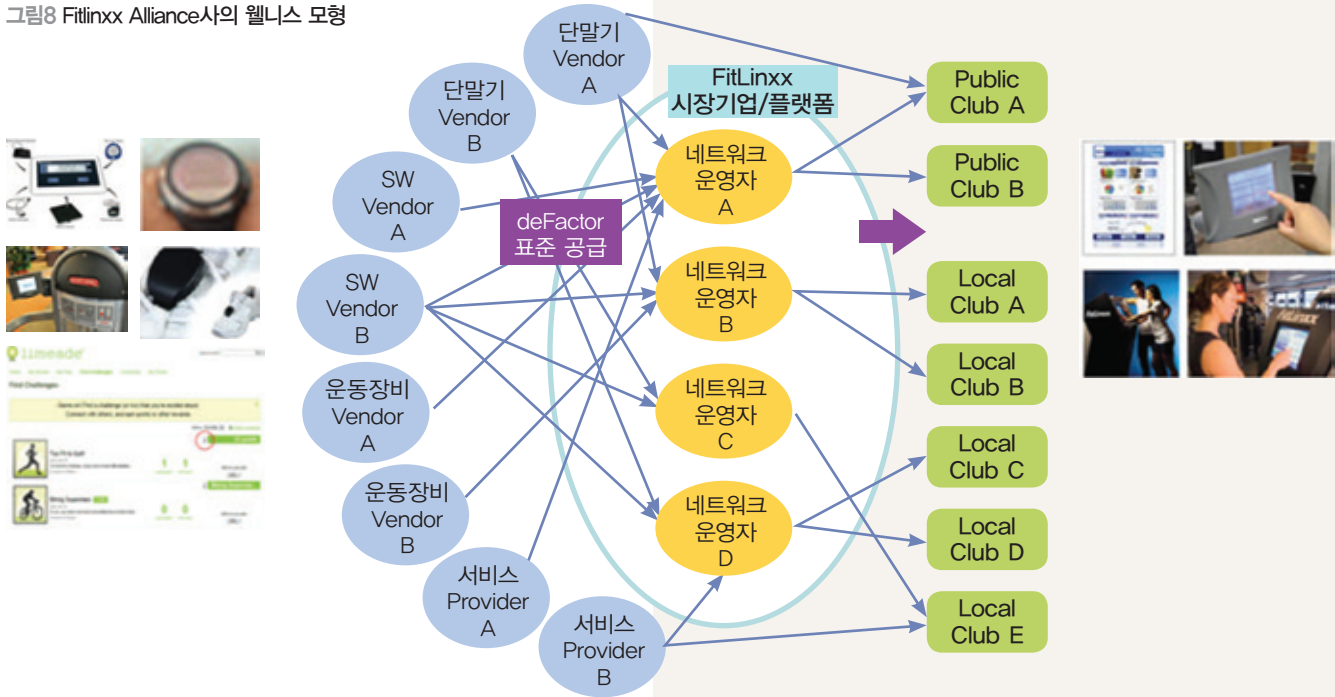 그림8 Fitlinxx Alliance사의 웰니스 모형
단말기
Vendor
A
단말기
Vendor
B
SW
Vendor
A
SW
Vendor
B
운동장비
Vendor
A
운동장비
Vendor
B
서비스
Provider
A
서비스
Provider
B
deFactor
표준 공급
FitLinxx
시장기업/플랫폼
네트워크
운영자
A
네트워크
운영자
B
네트워크
운영자
C
네트워크
운영자
D
Public
Club A
Public
Club B
Local
Club A
Local
Club B
Local
Club C
Local
Club D
Local
Club E
limeade
Find Challenges
FitLinxx